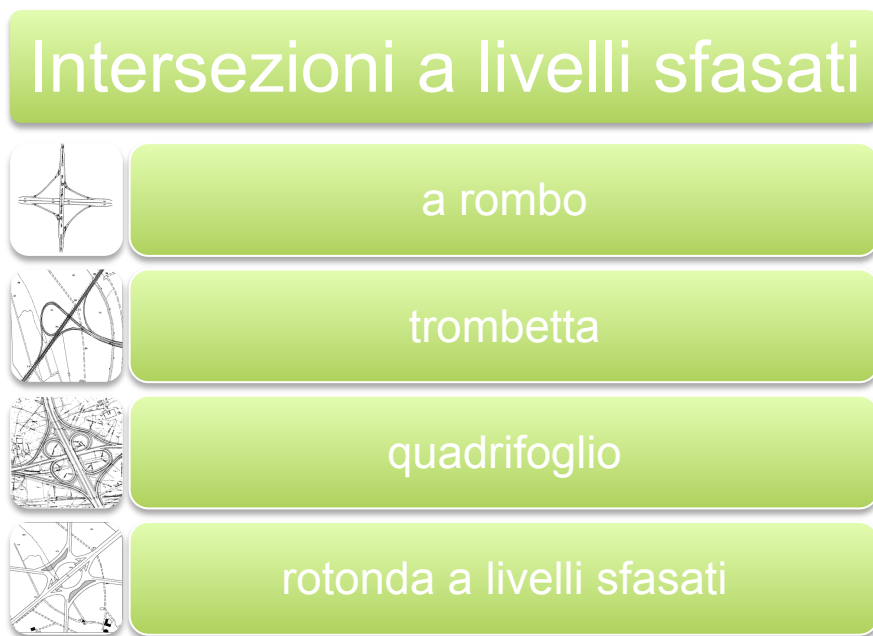 Intersezioni a livelli sfasati
a rombo
trombetta
quadrifoglio
rotonda a livelli sfasati